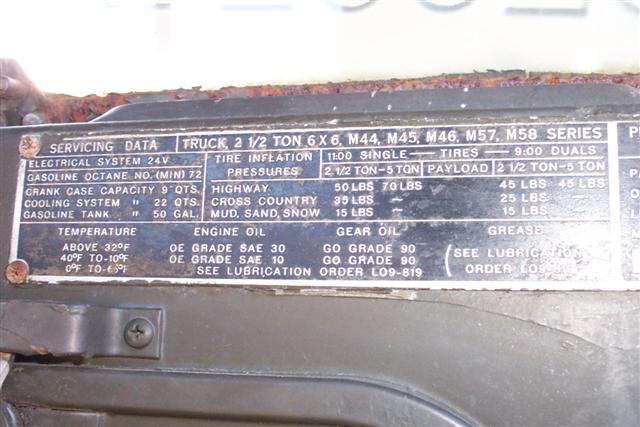 SERVICING DATA TRUCK, 2 1/2 TON 6 X 6, M44, M45, M46, M57, M58 SERIES
ELECTRICAL SYSTEM 24V TIRE INFLATION PRESSURES 11:00 SINGLE — TIRES — 9:00 DUALS
GASOLINE OCTANE NO. (MIN) 72 2 1/2 TON-5 TON PAYLOAD 2 1/2 TON-5 TON
CRANK CASE CAPACITY 9 QTS. HIGHWAY 50 LBS 70 LBS 45 LBS 45 LBS
COOLING SYSTEM " 22 QTS. CROSS COUNTRY 35 LBS - 25 LBS -
GASOLINE TANK " 50 GAL. MUD, SAND, SNOW 15 LBS - 15 LBS -
TEMPERATURE ENGINE OIL GEAR OIL GREASE
ABOVE -32°F OE GRADE SAE 30 GO GRADE 90 (SEE LUBRICATION
40°F TO-10°F OE GRADE SAE 10 GO GRADE 90 ORDER LO9-819)
0°F TO- SEE LUBRICATION ORDER LO9-819